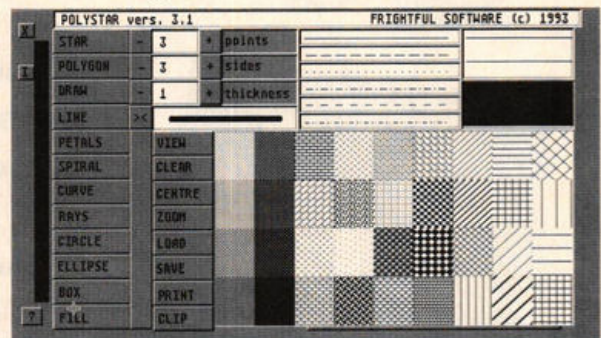 POLYSTAR vers. 3.1 FRIGHTFUL SOFTWARE (c) 1993
X
STAR - 3 + points
I
POLYGON - 3 + sides
DRAW - 1 + thickness
LINE ><
PETALS VIEW
SPIRAL CLEAR
CURVE CENTRE
RAYS ZOOM
CIRCLE LOAD
ELLIPSE SAVE
BOX PRINT
? FILL CLIP